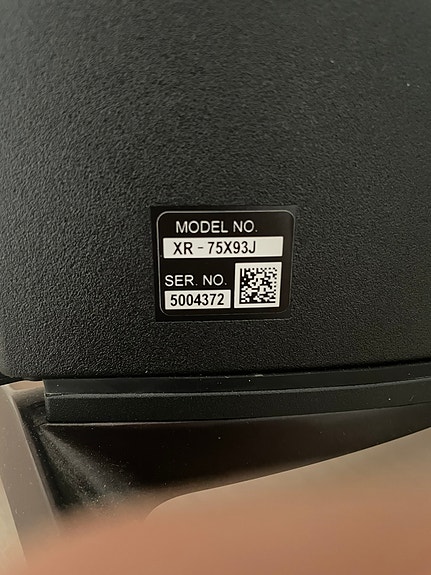 MODEL NO.
XR - 75X93J
SER. NO.
5004372